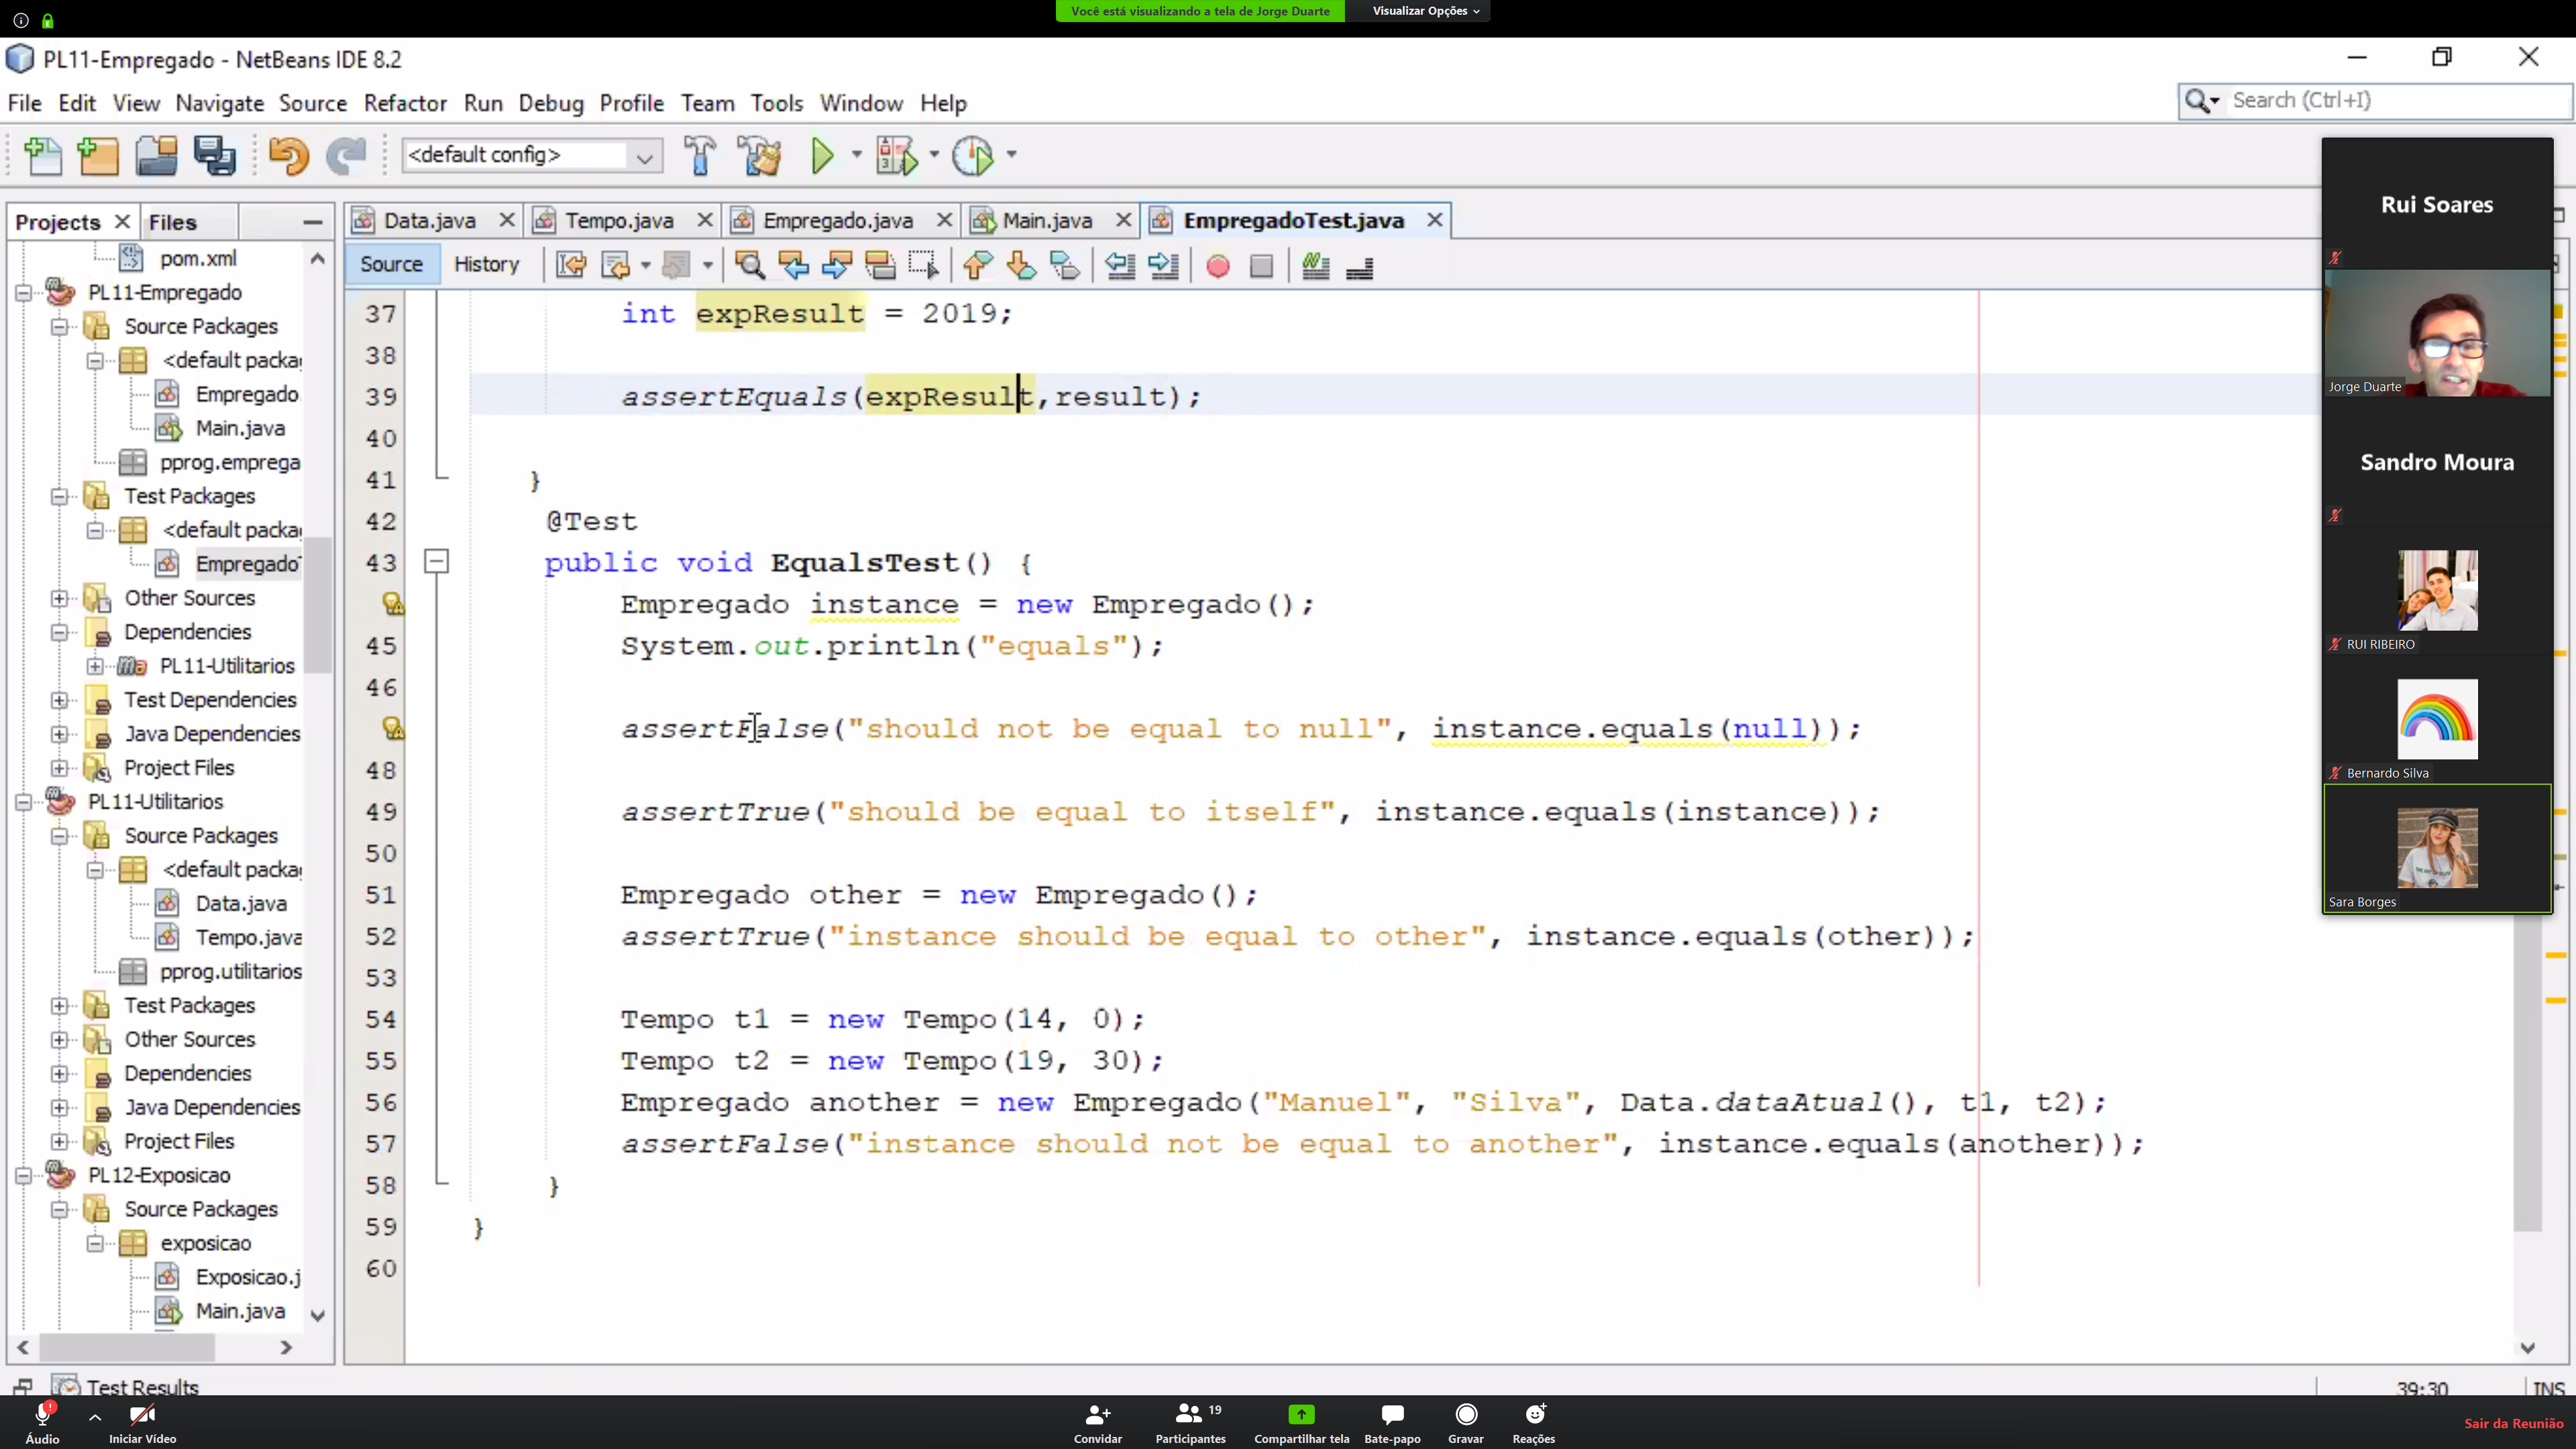 Você está visualizando a tela de Jorge Duarte
Visualizar Opções
PL11-Empregado - NetBeans IDE 8.2
File Edit View Navigate Source Refactor Run Debug Profile Team Tools Window Help
Search (Ctrl+I)
<default config>
Projects Files
Data.java Tempo.java Empregado.java Main.java EmpregadoTest.java
Source History
pom.xml
PL11-Empregado
Source Packages
<default packa
Empregado.
Main.java
pprog.emprega
Test Packages
<default packa
EmpregadoT
Other Sources
Dependencies
PL11-Utilitarios
Test Dependencies
Java Dependencies
Project Files
PL11-Utilitarios
Source Packages
<default packa
Data.java
Tempo.java
pprog.utilitarios
Test Packages
Other Sources
Dependencies
Java Dependencies
Project Files
PL12-Exposicao
Source Packages
exposicao
Exposicao.j
Main.java
37 int expResult = 2019;
38
39 assertEquals(expResult,result);
40
41 }
42 @Test
43 public void EqualsTest() {
Empregado instance = new Empregado();
45 System.out.println("equals");
46
assertFalse("should not be equal to null", instance.equals(null));
48
49 assertTrue("should be equal to itself", instance.equals(instance));
50
51 Empregado other = new Empregado();
52 assertTrue("instance should be equal to other", instance.equals(other));
53
54 Tempo t1 = new Tempo(14, 0);
55 Tempo t2 = new Tempo(19, 30);
56 Empregado another = new Empregado("Manuel", "Silva", Data.dataAtual(), t1, t2);
57 assertFalse("instance should not be equal to another", instance.equals(another));
58 }
59 }
60
Rui Soares
Jorge Duarte
Sandro Moura
RUI RIBEIRO
Bernardo Silva
Sara Borges
Test Results
39:30 INS
Áudio
Iniciar Vídeo
Convidar
Participantes 19
Compartilhar tela
Bate-papo
Gravar
Reações
Sair da Reunião